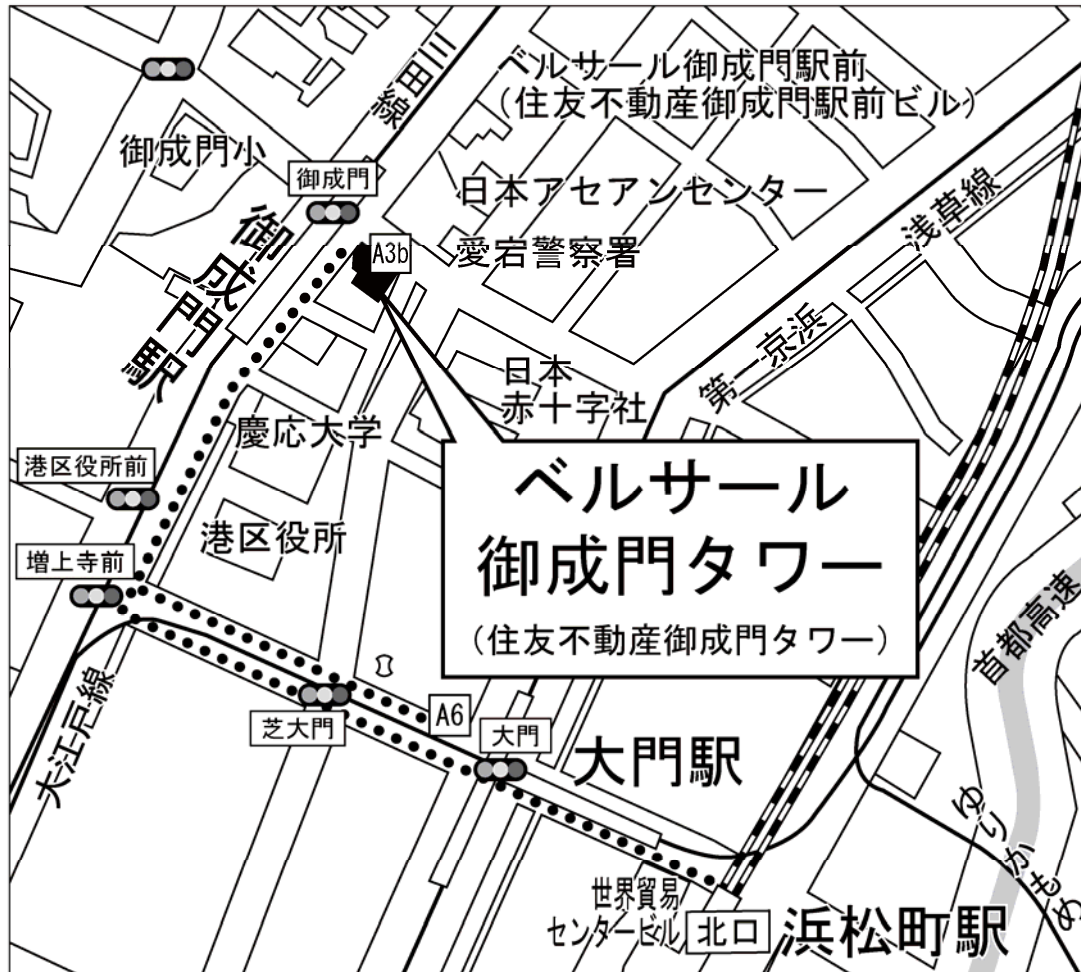 三田線
ベルサール御成門駅前
(住友不動産御成門駅前ビル)
御成門小
御成門
日本アセアンセンター
浅草線
御成門駅
A3b
愛宕警察署
第一京浜
日本
赤十字社
慶応大学
港区役所前
ベルサール
御成門タワー
(住友不動産御成門タワー)
港区役所
増上寺前
首都高速
大江戸線
A6
芝大門
大門
大門駅
ゆりかもめ
世界貿易
センタービル
北口
浜松町駅